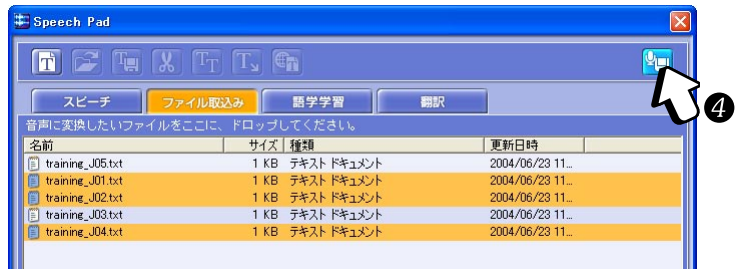 Speech Pad
スピーチ ファイル取込み 語学学習 翻訳
4
音声に変換したいファイルをここに、ドロップしてください。
名前 サイズ 種類 更新日時
training_J05.txt 1 KB テキスト ドキュメント 2004/06/23 11...
training_J01.txt 1 KB テキスト ドキュメント 2004/06/23 11...
training_J02.txt 1 KB テキスト ドキュメント 2004/06/23 11...
training_J03.txt 1 KB テキスト ドキュメント 2004/06/23 11...
training_J04.txt 1 KB テキスト ドキュメント 2004/06/23 11...